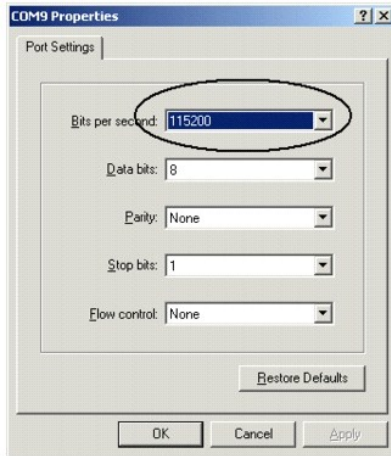 COM9 Properties
Port Settings
Bits per second: 115200
Data bits: 8
Parity: None
Stop bits: 1
Flow control: None
Restore Defaults
OK Cancel Apply